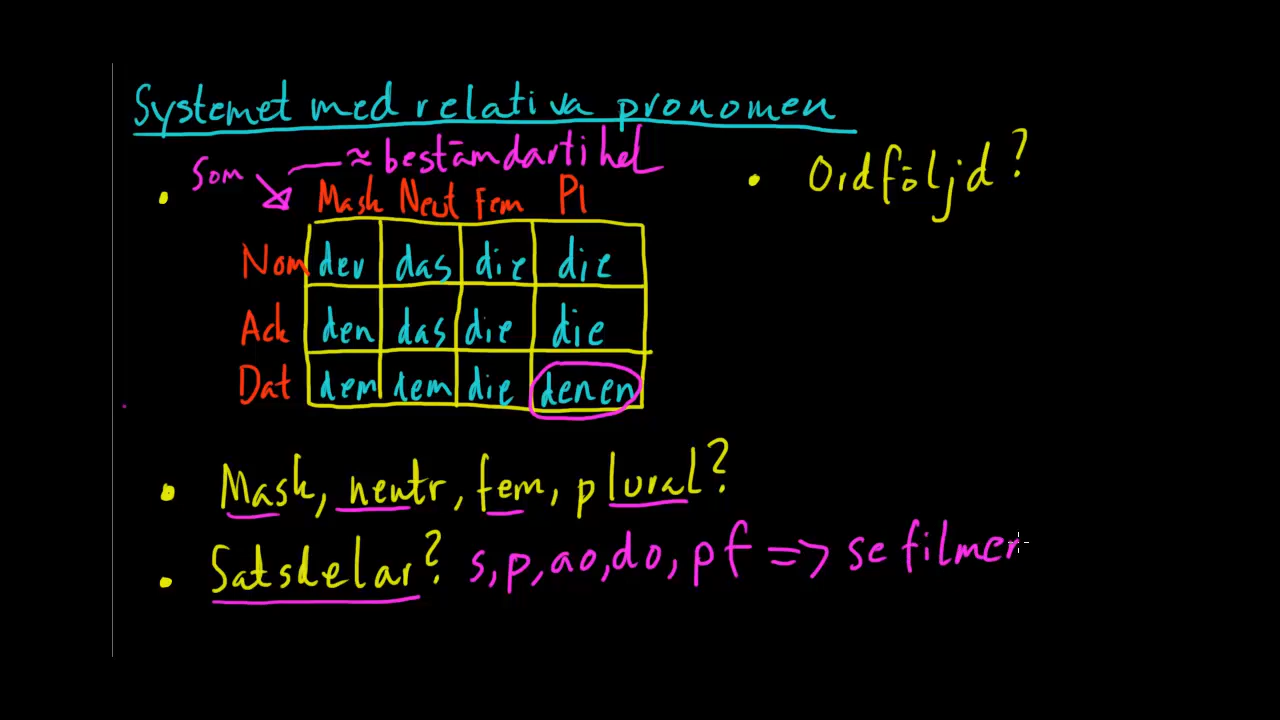 Systemet med relativa pronomen
Som ≈ bestämdartikel
Mask Neut Fem Pl
Nom der das die die
Ack den das die die
Dat dem dem die denen
Mask, neutr, fem, plural?
Satsdelar? s, p, ao, do, pf => se filmer
Ordföljd?